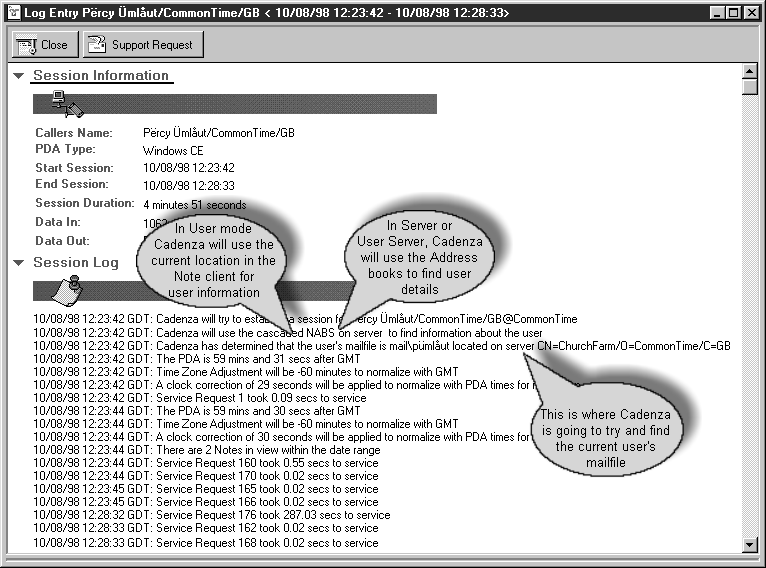 Log Entry Përcy Ümlåut/CommonTime/GB < 10/08/98 12:23:42 - 10/08/98 12:28:33>
Close Support Request
Session Information
Callers Name: Përcy Ümlåut/CommonTime/GB
PDA Type: Windows CE
Start Session: 10/08/98 12:23:42
End Session: 10/08/98 12:28:33
Session Duration: 4 minutes 51 seconds
Data In: 1062
Data Out:
In User mode
Cadenza will use the
current location in the
Note client for
user information
In Server or
User Server, Cadenza
will use the Address
books to find user
details
Session Log
10/08/98 12:23:42 GDT: Cadenza will try to establish a session for Përcy Ümlåut/CommonTime/GB@CommonTime
10/08/98 12:23:42 GDT: Cadenza will use the cascaded NABS on server to find information about the user
10/08/98 12:23:42 GDT: Cadenza has determined that the user's mailfile is mail\pümlåut located on server CN=ChurchFarm/O=CommonTime/C=GB
10/08/98 12:23:42 GDT: The PDA is 59 mins and 31 secs after GMT
10/08/98 12:23:42 GDT: Time Zone Adjustment will be -60 minutes to normalize with GMT
10/08/98 12:23:42 GDT: A clock correction of 29 seconds will be applied to normalize with PDA times for
10/08/98 12:23:42 GDT: Service Request 1 took 0.09 secs to service
10/08/98 12:23:44 GDT: The PDA is 59 mins and 30 secs after GMT
10/08/98 12:23:44 GDT: Time Zone Adjustment will be -60 minutes to normalize with GMT
10/08/98 12:23:44 GDT: A clock correction of 30 seconds will be applied to normalize with PDA times for
10/08/98 12:23:44 GDT: There are 2 Notes in view within the date range
10/08/98 12:23:44 GDT: Service Request 160 took 0.55 secs to service
10/08/98 12:23:44 GDT: Service Request 170 took 0.02 secs to service
10/08/98 12:23:45 GDT: Service Request 165 took 0.02 secs to service
10/08/98 12:23:45 GDT: Service Request 166 took 0.02 secs to service
10/08/98 12:28:32 GDT: Service Request 176 took 287.03 secs to service
10/08/98 12:28:33 GDT: Service Request 162 took 0.02 secs to service
10/08/98 12:28:33 GDT: Service Request 168 took 0.02 secs to service
This is where Cadenza
is going to try and find
the current user's
mailfile